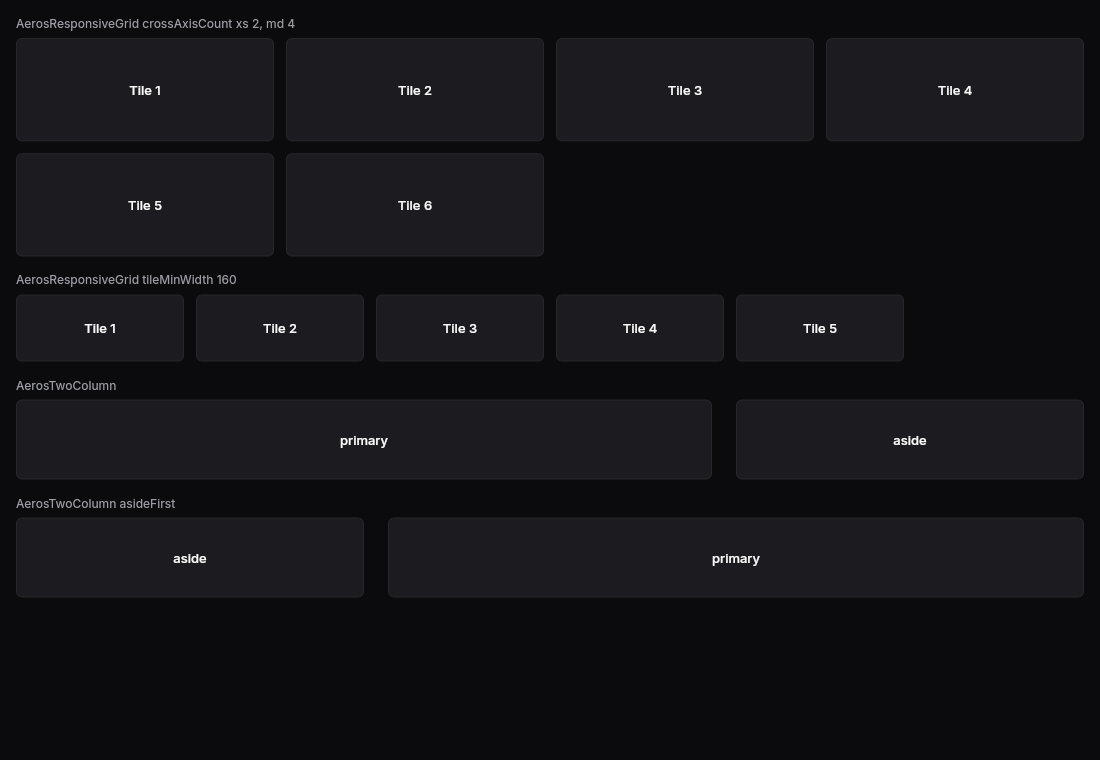 AerosResponsiveGrid crossAxisCount xs 2, md 4
Tile 1
Tile 2
Tile 3
Tile 4
Tile 5
Tile 6
AerosResponsiveGrid tileMinWidth 160
Tile 1
Tile 2
Tile 3
Tile 4
Tile 5
AerosTwoColumn
primary
aside
AerosTwoColumn asideFirst
aside
primary